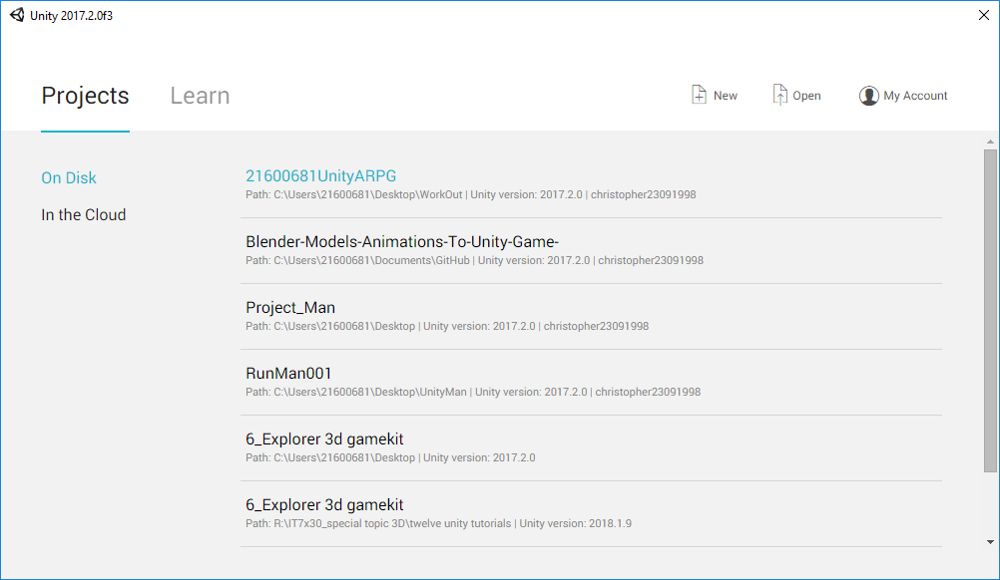 Unity 2017.2.0f3
Projects Learn New Open My Account
On Disk
In the Cloud
21600681UnityARPG
Path: C:\Users\21600681\Desktop\WorkOut | Unity version: 2017.2.0 | christopher23091998
Blender-Models-Animations-To-Unity-Game-
Path: C:\Users\21600681\Documents\GitHub | Unity version: 2017.2.0 | christopher23091998
Project_Man
Path: C:\Users\21600681\Desktop | Unity version: 2017.2.0 | christopher23091998
RunMan001
Path: C:\Users\21600681\Desktop\UnityMan | Unity version: 2017.2.0 | christopher23091998
6_Explorer 3d gamekit
Path: C:\Users\21600681\Desktop | Unity version: 2017.2.0
6_Explorer 3d gamekit
Path: R:\IT7x30_special topic 3D\twelve unity tutorials | Unity version: 2018.1.9